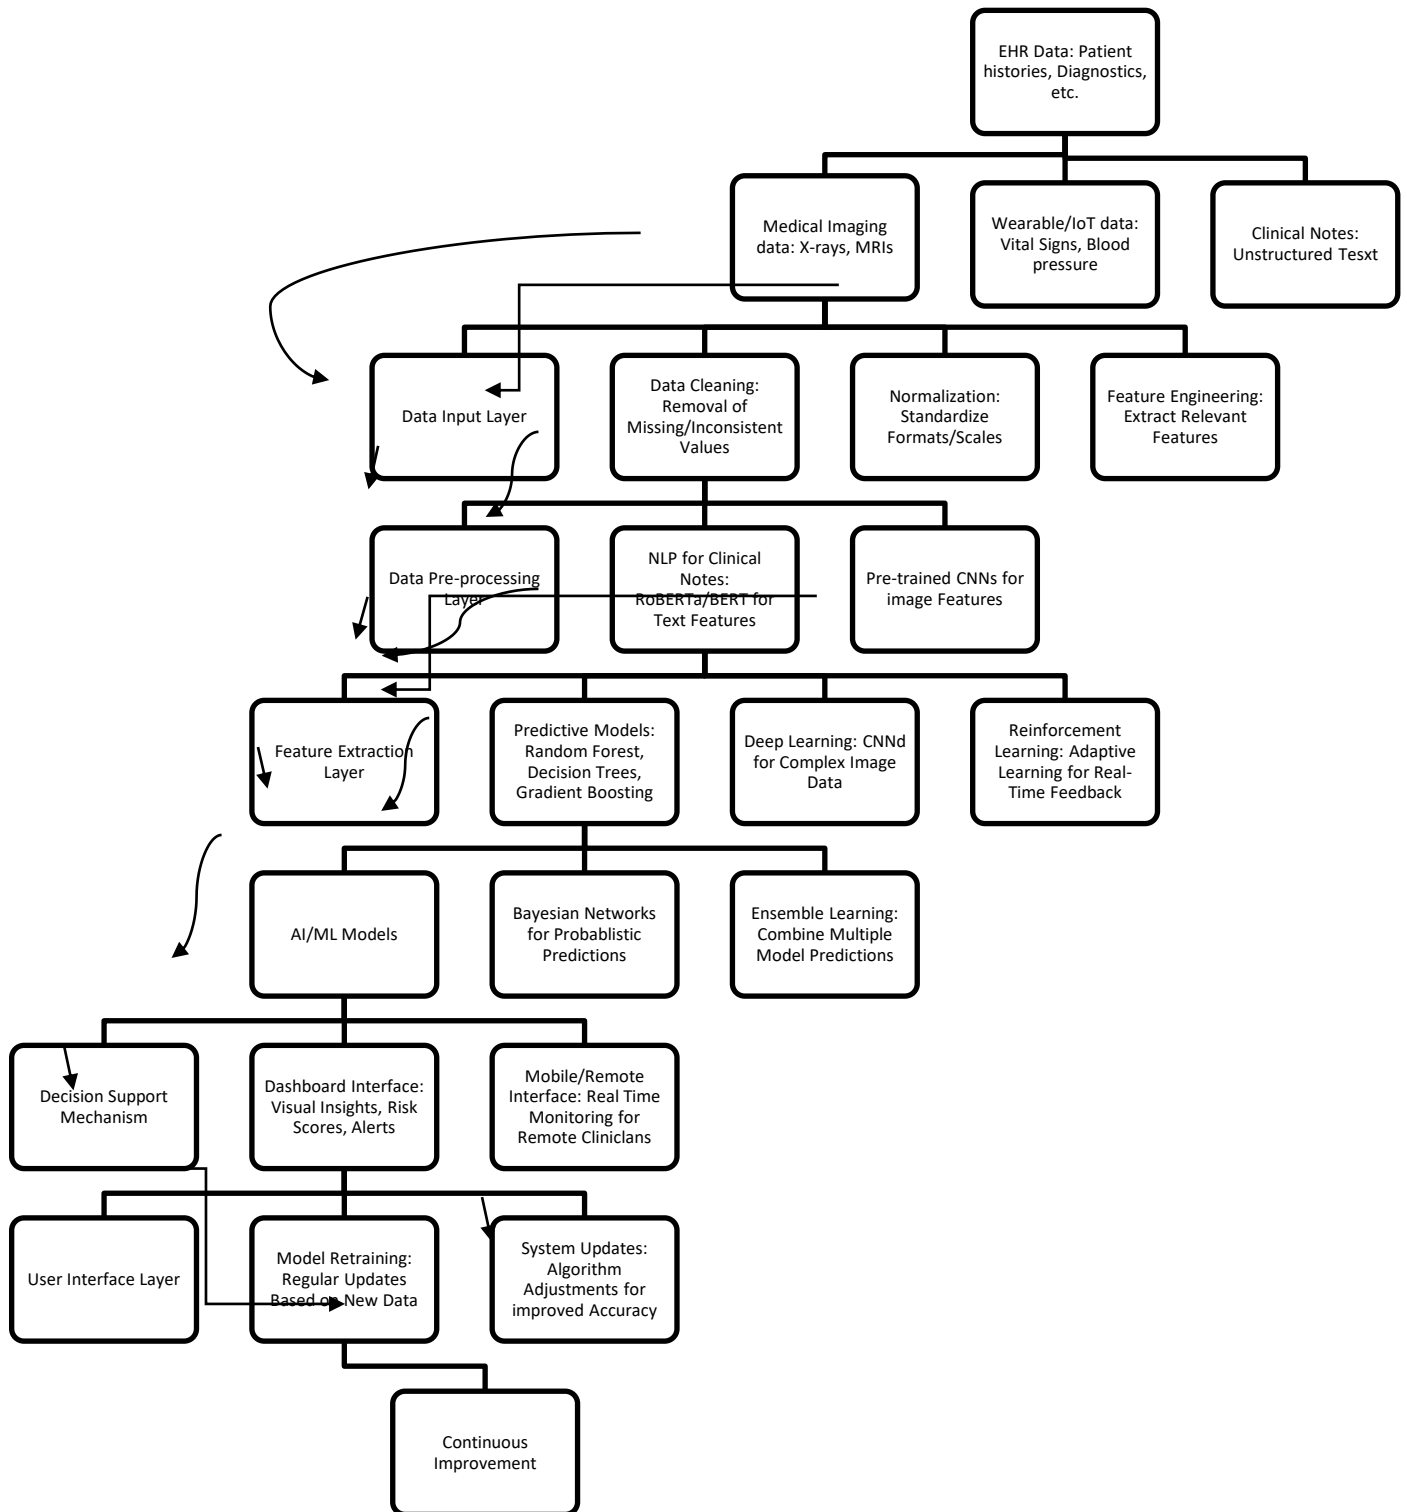 EHR Data: Patient
histories, Diagnostics,
etc.
Medical Imaging
data: X-rays, MRIs
Wearable/IoT data:
Vital Signs, Blood
pressure
Clinical Notes:
Unstructured Tesxt
Data Input Layer
Data Cleaning:
Removal of
Missing/Inconsistent
Values
Normalization:
Standardize
Formats/Scales
Feature Engineering:
Extract Relevant
Features
Data Pre-processing
Layer
NLP for Clinical
Notes:
RoBERTa/BERT for
Text Features
Pre-trained CNNs for
image Features
Feature Extraction
Layer
Predictive Models:
Random Forest,
Decision Trees,
Gradient Boosting
Deep Learning: CNNd
for Complex Image
Data
Reinforcement
Learning: Adaptive
Learning for Real-
Time Feedback
AI/ML Models
Bayesian Networks
for Probablistic
Predictions
Ensemble Learning:
Combine Multiple
Model Predictions
Decision Support
Mechanism
Dashboard Interface:
Visual Insights, Risk
Scores, Alerts
Mobile/Remote
Interface: Real Time
Monitoring for
Remote Cliniclans
User Interface Layer
Model Retraining:
Regular Updates
Based on New Data
System Updates:
Algorithm
Adjustments for
improved Accuracy
Continuous
Improvement